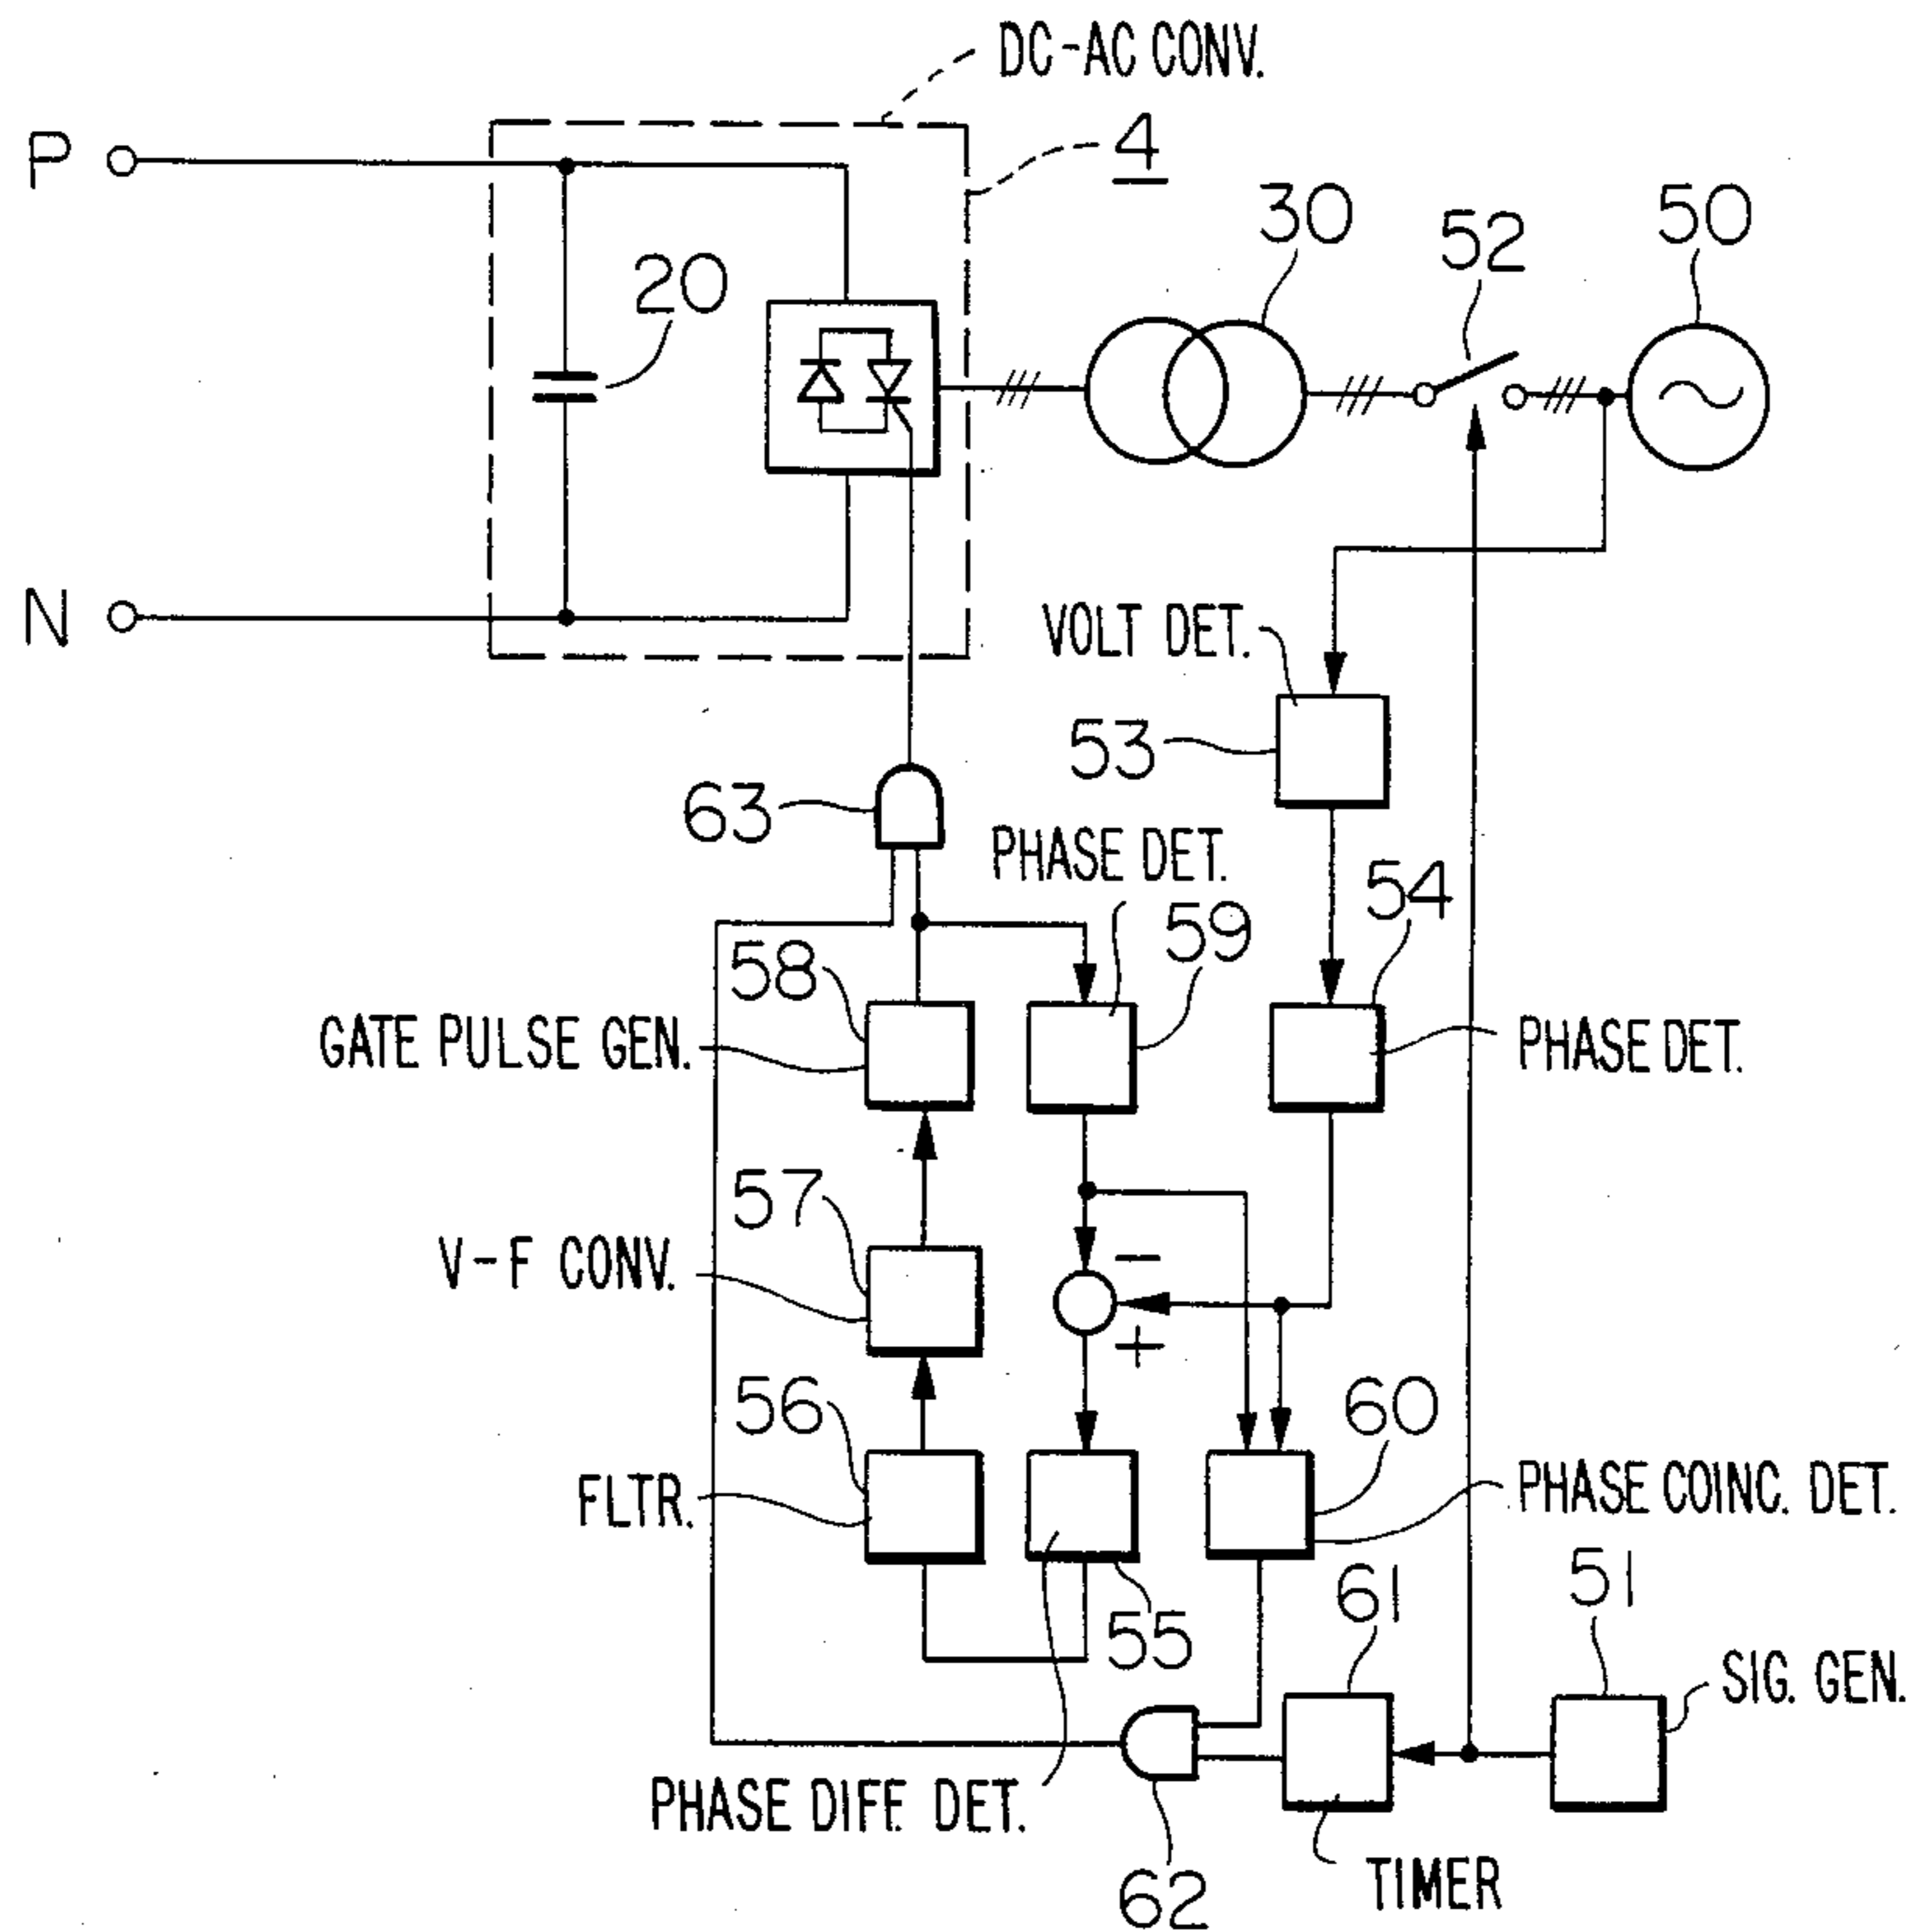 DC-AC CONV.
P
4
30
52
50
20
N
VOLT DET.
53
63
PHASE DET.
54
59
58
GATE PULSE GEN.
PHASE DET.
57
V-F CONV.
−
+
56
60
FLTR.
PHASE COINC. DET.
61
51
55
SIG. GEN.
PHASE DIFF. DET.
62
TIMER